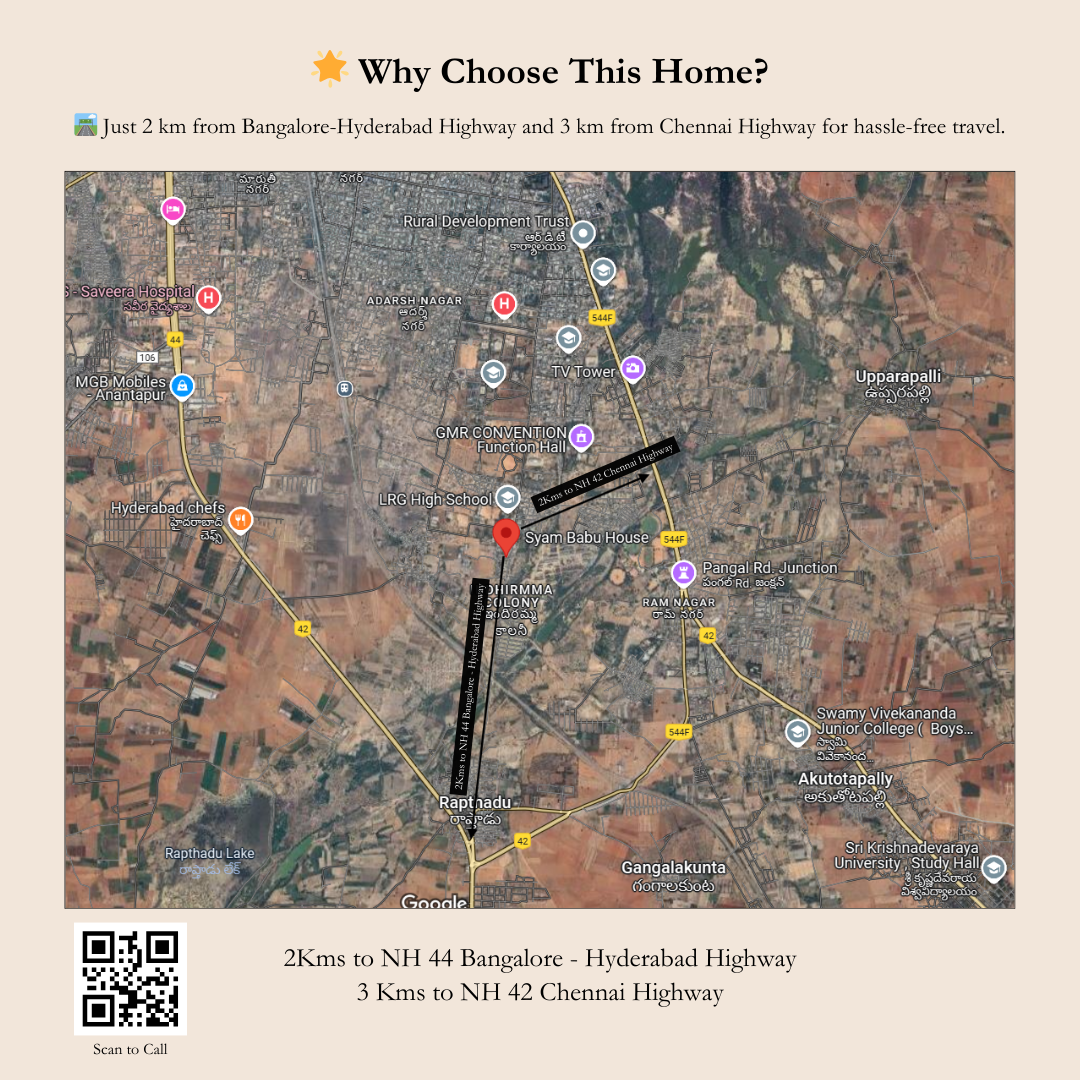 Why Choose This Home?
Just 2 km from Bangalore-Hyderabad Highway and 3 km from Chennai Highway for hassle-free travel.
మారుతీ
నగర్
నగర్
Rural Development Trust
ఆర్ డి టీ
కార్యాలయం
S - Saveera Hospital
సవీర వైద్యశాల
ADARSH NAGAR
ఆదర్శ్
నగర్
544F
44
106
MGB Mobiles
- Anantapur
TV Tower
Upparapalli
ఉప్పరపల్లి
GMR CONVENTION
Function Hall
2Kms to NH 42 Chennai Highway
LRG High School
Hyderabad chefs
హైదరాబాద్
చెఫ్స్
Syam Babu House
544F
Pangal Rd. Junction
పంగల్ Rd. జంక్షన్
DHIRMMA
COLONY
ఇందిరమ్మ
కాలనీ
RAM NAGAR
రామ్ నగర్
42
42
2Kms to NH 44 Bangalore - Hyderabad Highway
Swamy Vivekananda
Junior College ( Boys...
స్వామి
వివేకానంద...
544F
Akutotapally
అకుతోటపల్లి
Rapthadu
రాప్తాడు
42
Rapthadu Lake
రాప్తాడు లేక్
Gangalakunta
గంగాలకుంట
Sri Krishnadevaraya
University , Study Hall
శ్రీ కృష్ణదేవరాయ
విశ్వవిద్యాలయం
Google
2Kms to NH 44 Bangalore - Hyderabad Highway
3 Kms to NH 42 Chennai Highway
Scan to Call